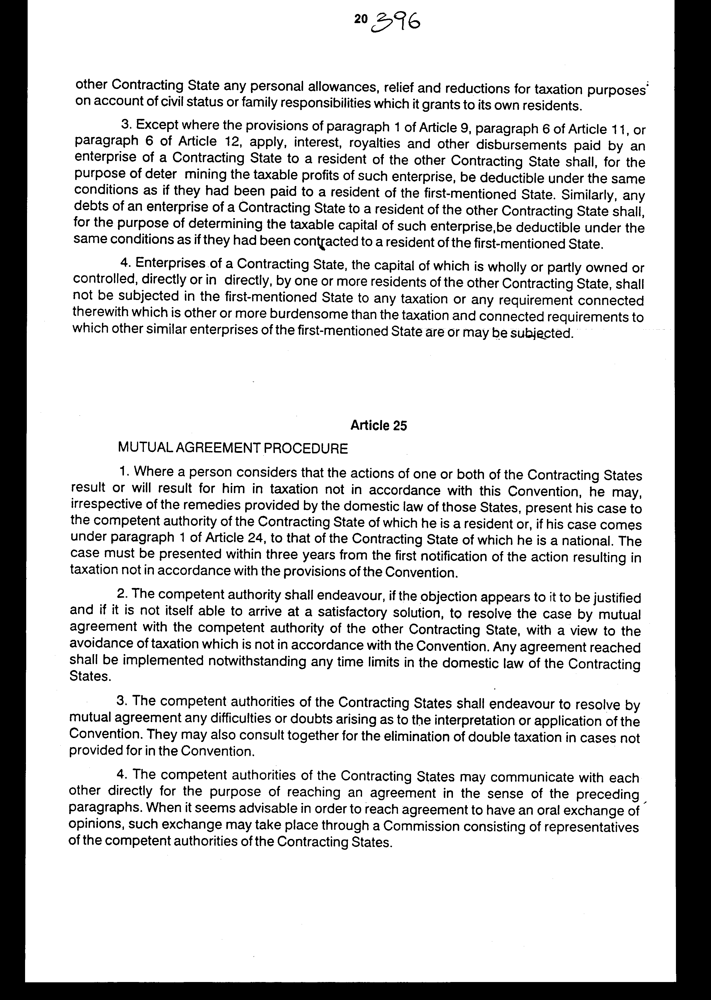 20 396
other Contracting State any personal allowances, relief and reductions for taxation purposes
on account of civil status or family responsibilities which it grants to its own residents.
3. Except where the provisions of paragraph 1 of Article 9, paragraph 6 of Article 11, or
paragraph 6 of Article 12, apply, interest, royalties and other disbursements paid by an
enterprise of a Contracting State to a resident of the other Contracting State shall, for the
purpose of deter mining the taxable profits of such enterprise, be deductible under the same
conditions as if they had been paid to a resident of the first-mentioned State. Similarly, any
debts of an enterprise of a Contracting State to a resident of the other Contracting State shall,
for the purpose of determining the taxable capital of such enterprise,be deductible under the
same conditions as if they had been contracted to a resident of the first-mentioned State.
4. Enterprises of a Contracting State, the capital of which is wholly or partly owned or
controlled, directly or in directly, by one or more residents of the other Contracting State, shall
not be subjected in the first-mentioned State to any taxation or any requirement connected
therewith which is other or more burdensome than the taxation and connected requirements to
which other similar enterprises of the first-mentioned State are or may be subjected.
Article 25
MUTUAL AGREEMENT PROCEDURE
1. Where a person considers that the actions of one or both of the Contracting States
result or will result for him in taxation not in accordance with this Convention, he may,
irrespective of the remedies provided by the domestic law of those States, present his case to
the competent authority of the Contracting State of which he is a resident or, if his case comes
under paragraph 1 of Article 24, to that of the Contracting State of which he is a national. The
case must be presented within three years from the first notification of the action resulting in
taxation not in accordance with the provisions of the Convention.
2. The competent authority shall endeavour, if the objection appears to it to be justified
and if it is not itself able to arrive at a satisfactory solution, to resolve the case by mutual
agreement with the competent authority of the other Contracting State, with a view to the
avoidance of taxation which is not in accordance with the Convention. Any agreement reached
shall be implemented notwithstanding any time limits in the domestic law of the Contracting
States.
3. The competent authorities of the Contracting States shall endeavour to resolve by
mutual agreement any difficulties or doubts arising as to the interpretation or application of the
Convention. They may also consult together for the elimination of double taxation in cases not
provided for in the Convention.
4. The competent authorities of the Contracting States may communicate with each
other directly for the purpose of reaching an agreement in the sense of the preceding
paragraphs. When it seems advisable in order to reach agreement to have an oral exchange of
opinions, such exchange may take place through a Commission consisting of representatives
of the competent authorities of the Contracting States.